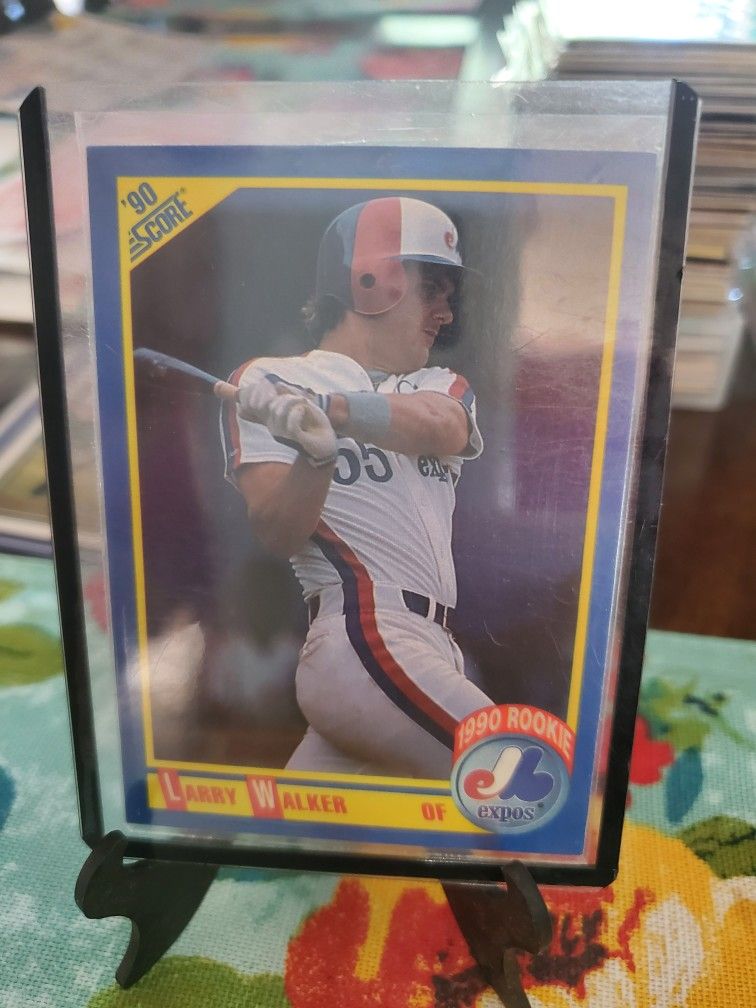 '90
SCORE
55 expos
1990 ROOKIE
expos
LARRY WALKER OF